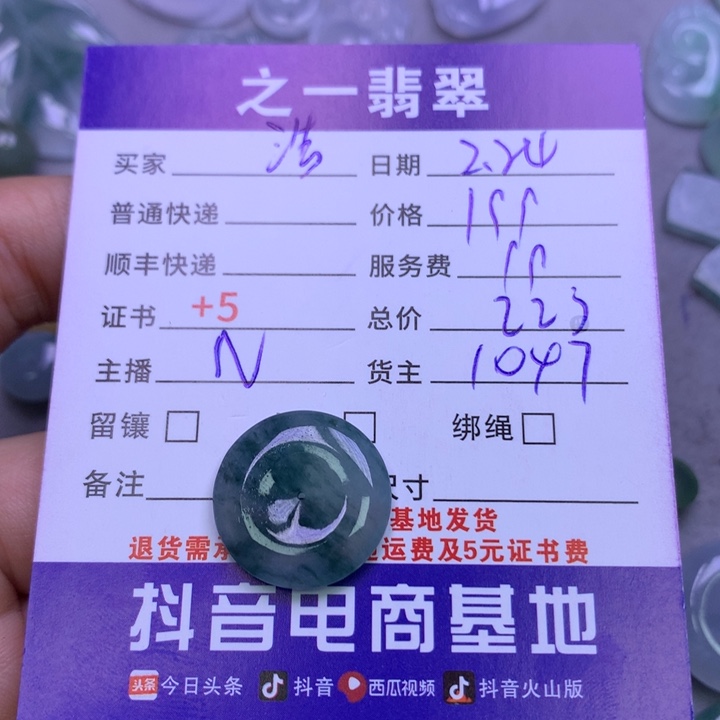 之一翡翠
买家 浩 日期 2.24
普通快递 价格
顺丰快递 服务费
证书 +5 总价 223
主播 N 货主 1047
留镶 绑绳
备注 尺寸
基地发货
退货需承 运费及5元证书费
抖音电商基地
头条 今日头条 抖音 西瓜视频 抖音火山版